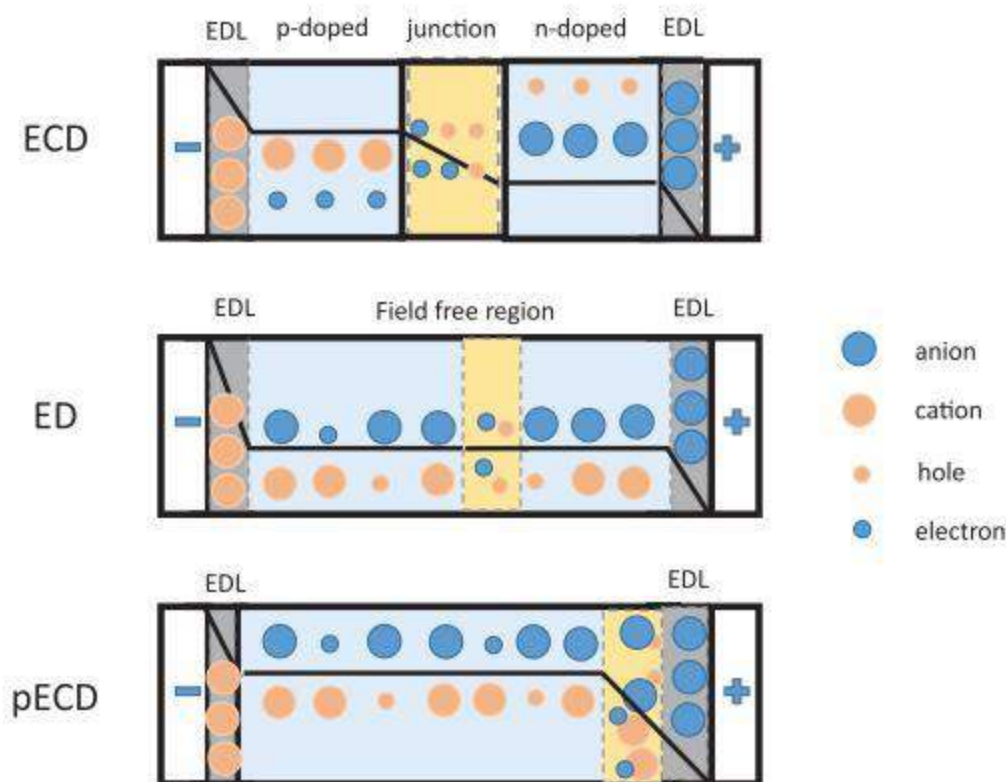 EDL p-doped junction n-doped EDL
ECD
− +
EDL Field free region EDL
ED
− +
anion
cation
hole
electron
EDL EDL
pECD
− +